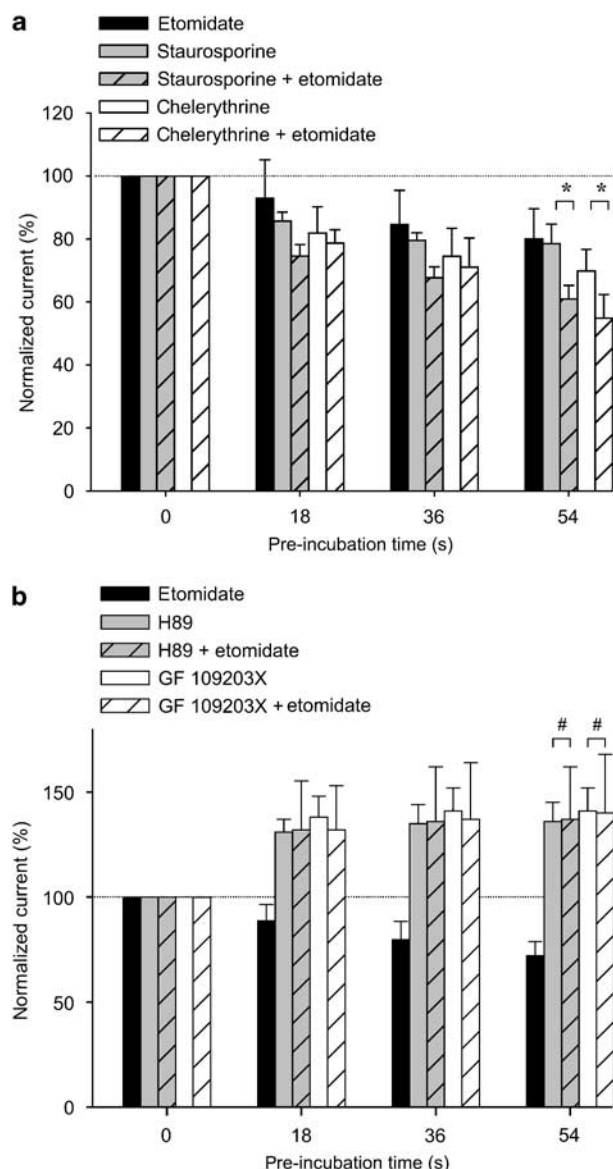 a
Etomidate
Staurosporine
Staurosporine + etomidate
Chelerythrine
Chelerythrine + etomidate
Normalized current (%)
120
100
80
60
40
20
0
* *
0 18 36 54
Pre-incubation time (s)
b
Etomidate
H89
H89 + etomidate
GF 109203X
GF 109203X + etomidate
Normalized current (%)
150
100
50
0
# #
0 18 36 54
Pre-incubation time (s)